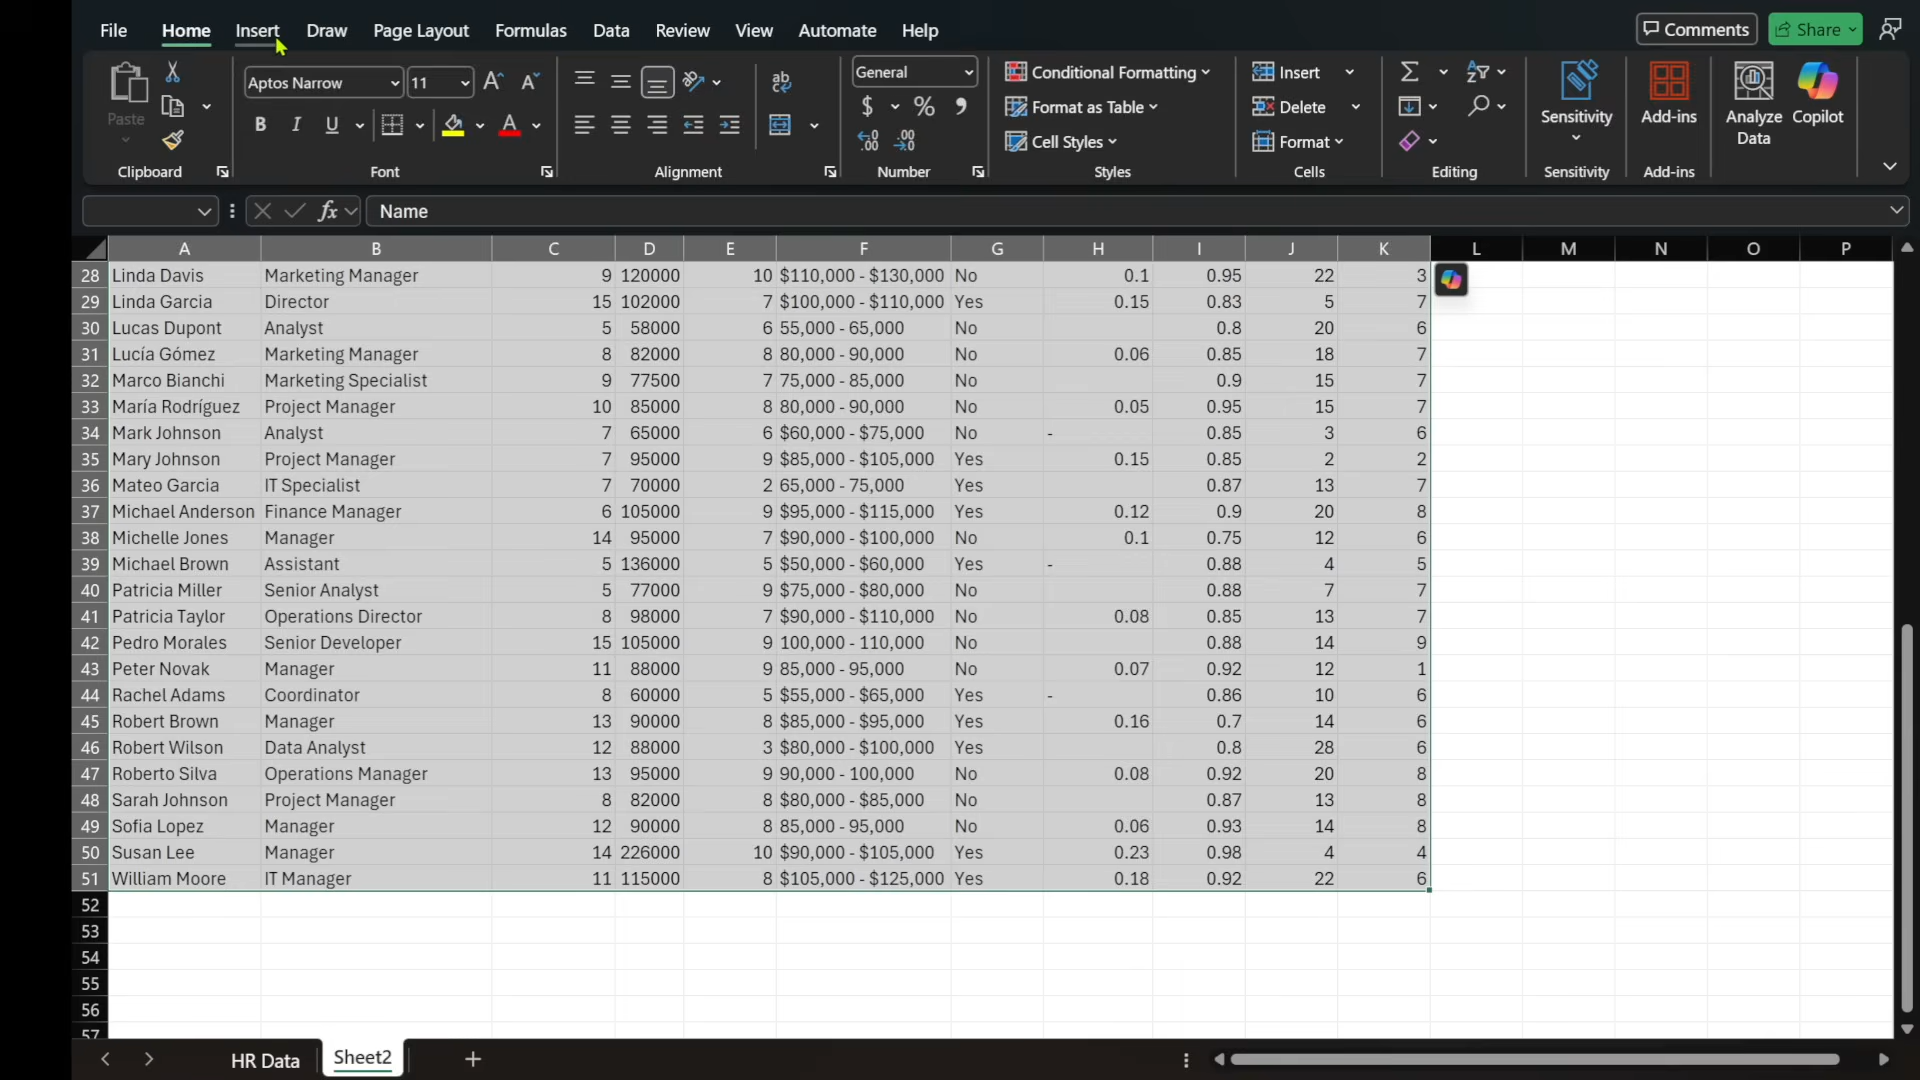 File Home Insert Draw Page Layout Formulas Data Review View Automate Help Comments Share
Paste
Clipboard
Aptos Narrow 11
B I U
Font
ab
Alignment
General
$ % ,
Number
Conditional Formatting
Format as Table
Cell Styles
Styles
Insert
Delete
Format
Cells
Editing
Sensitivity
Sensitivity
Add-ins
Add-ins
Analyze Data
Copilot
fx Name
A B C D E F G H I J K L M N O P
28 Linda Davis Marketing Manager 9 120000 10 $110,000 - $130,000 No 0.1 0.95 22 3
29 Linda Garcia Director 15 102000 7 $100,000 - $110,000 Yes 0.15 0.83 5 7
30 Lucas Dupont Analyst 5 58000 6 55,000 - 65,000 No 0.8 20 6
31 Lucía Gómez Marketing Manager 8 82000 8 80,000 - 90,000 No 0.06 0.85 18 7
32 Marco Bianchi Marketing Specialist 9 77500 7 75,000 - 85,000 No 0.9 15 7
33 María Rodríguez Project Manager 10 85000 8 80,000 - 90,000 No 0.05 0.95 15 7
34 Mark Johnson Analyst 7 65000 6 $60,000 - $75,000 No - 0.85 3 6
35 Mary Johnson Project Manager 7 95000 9 $85,000 - $105,000 Yes 0.15 0.85 2 2
36 Mateo Garcia IT Specialist 7 70000 2 65,000 - 75,000 Yes 0.87 13 7
37 Michael Anderson Finance Manager 6 105000 9 $95,000 - $115,000 Yes 0.12 0.9 20 8
38 Michelle Jones Manager 14 95000 7 $90,000 - $100,000 No 0.1 0.75 12 6
39 Michael Brown Assistant 5 136000 5 $50,000 - $60,000 Yes - 0.88 4 5
40 Patricia Miller Senior Analyst 5 77000 9 $75,000 - $80,000 No 0.88 7 7
41 Patricia Taylor Operations Director 8 98000 7 $90,000 - $110,000 No 0.08 0.85 13 7
42 Pedro Morales Senior Developer 15 105000 9 100,000 - 110,000 No 0.88 14 9
43 Peter Novak Manager 11 88000 9 85,000 - 95,000 No 0.07 0.92 12 1
44 Rachel Adams Coordinator 8 60000 5 $55,000 - $65,000 Yes - 0.86 10 6
45 Robert Brown Manager 13 90000 8 $85,000 - $95,000 Yes 0.16 0.7 14 6
46 Robert Wilson Data Analyst 12 88000 3 $80,000 - $100,000 Yes 0.8 28 6
47 Roberto Silva Operations Manager 13 95000 9 90,000 - 100,000 No 0.08 0.92 20 8
48 Sarah Johnson Project Manager 8 82000 8 $80,000 - $85,000 No 0.87 13 8
49 Sofia Lopez Manager 12 90000 8 85,000 - 95,000 No 0.06 0.93 14 8
50 Susan Lee Manager 14 226000 10 $90,000 - $105,000 Yes 0.23 0.98 4 4
51 William Moore IT Manager 11 115000 8 $105,000 - $125,000 Yes 0.18 0.92 22 6
52
53
54
55
56
57
HR Data Sheet2